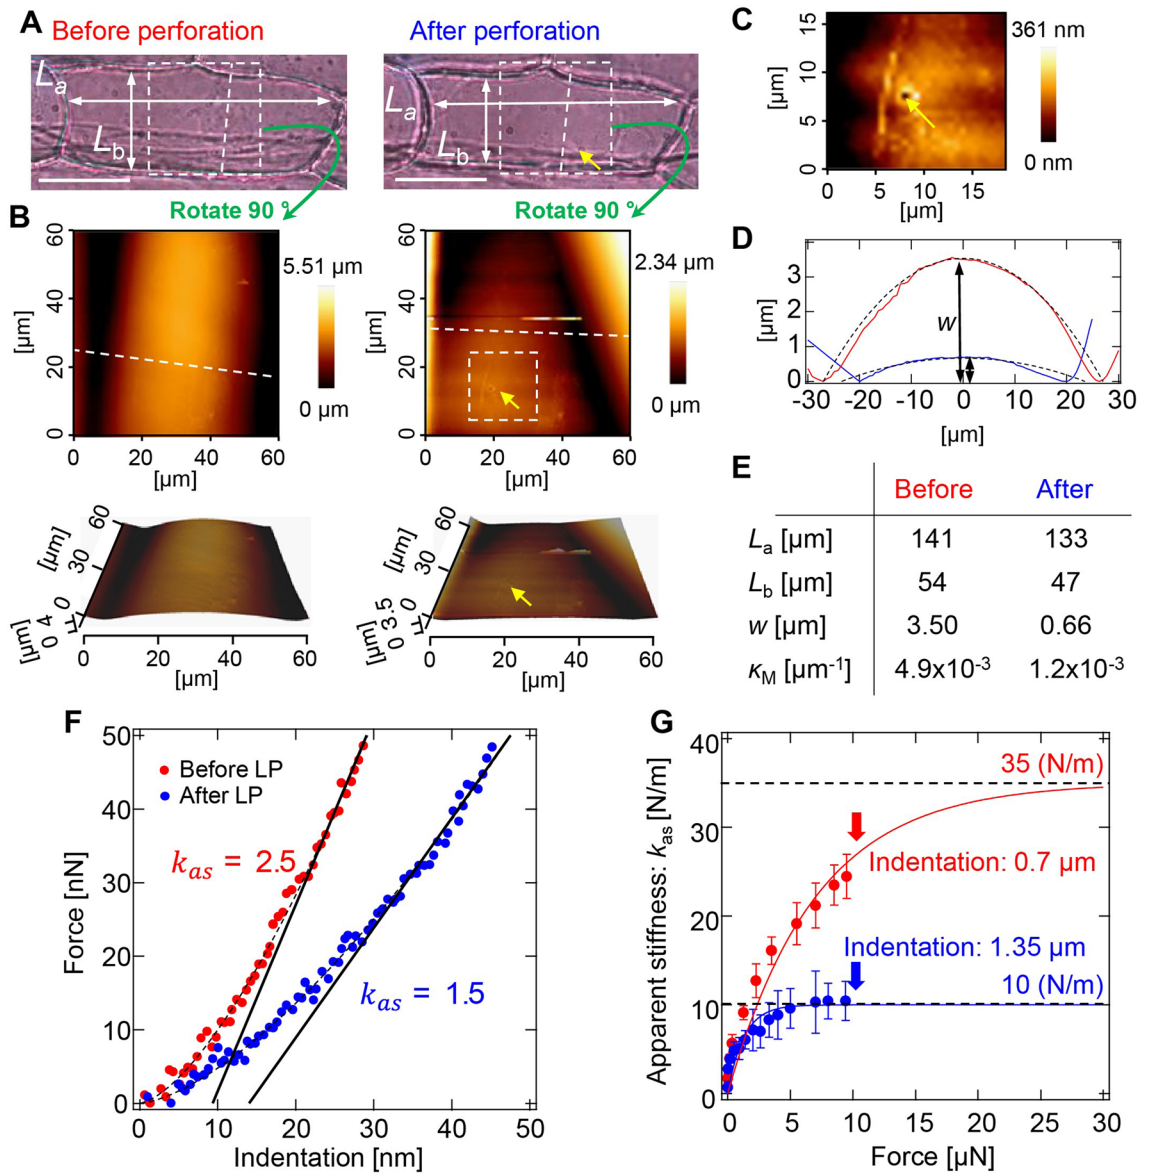 A
Before perforation
After perforation
La
Lb
La
Lb
Rotate 90 °
Rotate 90 °
B
60
40
20
0
[µm]
0
20
40
60
[µm]
5.51 µm
0 µm
60
40
20
0
[µm]
0
20
40
60
[µm]
2.34 µm
0 µm
60
30
0
[µm]
4
0
[µm]
0
20
40
60
[µm]
60
30
0
[µm]
3.5
0
[µm]
0
20
40
60
[µm]
C
15
10
5
0
[µm]
0
5
10
15
[µm]
361 nm
0 nm
D
3
2
1
0
[µm]
w
-30
-20
-10
0
10
20
30
[µm]
E
Before After
La [µm] 141 133
Lb [µm] 54 47
w [µm] 3.50 0.66
κM [µm-1] 4.9x10-3 1.2x10-3
F
50
40
30
20
10
0
Force [nN]
Before LP
After LP
kas = 2.5
kas = 1.5
0 10 20 30 40 50
Indentation [nm]
G
40
30
20
10
0
Apparent stiffness: kas [N/m]
35 (N/m)
Indentation: 0.7 µm
Indentation: 1.35 µm
10 (N/m)
0 5 10 15 20 25 30
Force [µN]